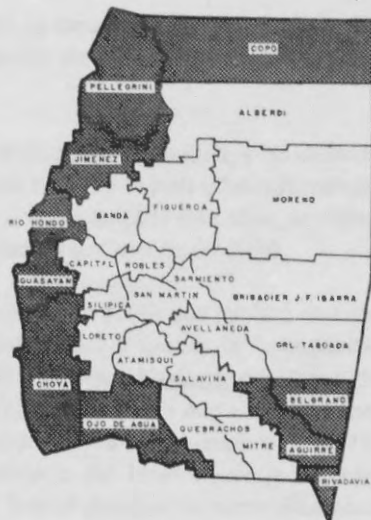 COPO
PELLEGRINI
ALBERDI
JIMENEZ
FIGUEROA
MORENO
BANDA
RIO HONDO
CAPITAL
ROBLES
SARMIENTO
GUASAYAN
SAN MARTIN
BRIGADIER J. F. IBARRA
SILIPICA
AVELLANEDA
LORETO
GRL. TABOADA
ATAMISQUI
SALAVINA
CHOYA
BELGRANO
OJO DE AGUA
QUEBRACHOS
MITRE
AGUIRRE
RIVADAVIA